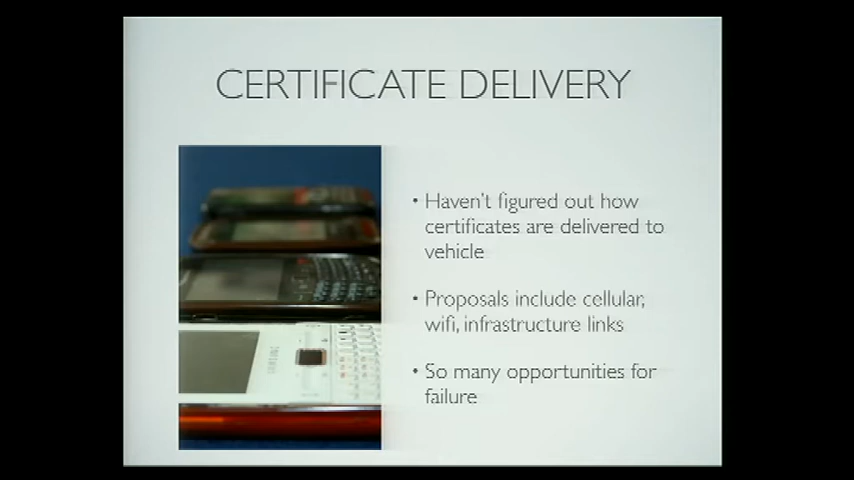 CERTIFICATE DELIVERY
• Haven't figured out how
certificates are delivered to
vehicle
• Proposals include cellular,
wifi, infrastructure links
• So many opportunities for
failure
SAMSUNG